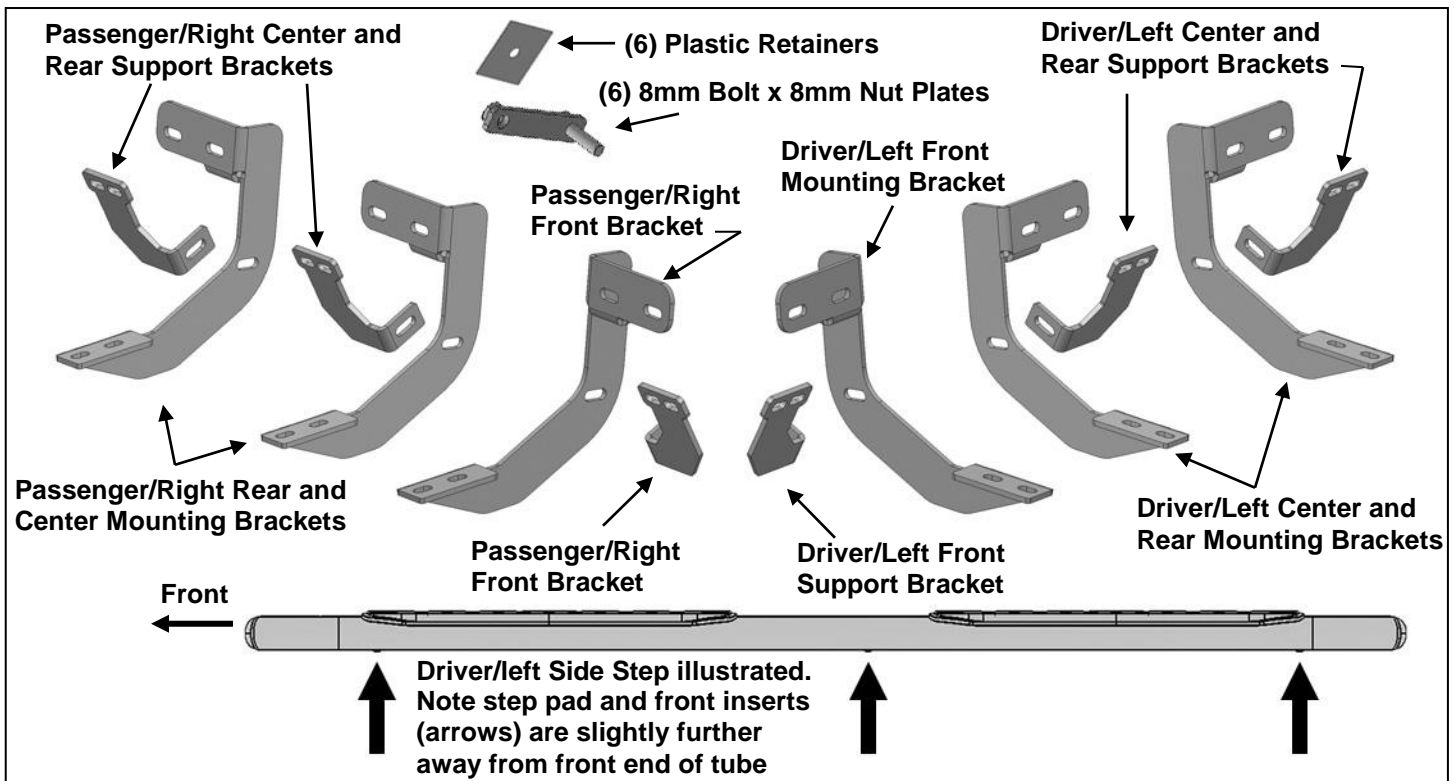 Passenger/Right Center and
Rear Support Brackets
(6) Plastic Retainers
(6) 8mm Bolt x 8mm Nut Plates
Driver/Left Center and
Rear Support Brackets
Driver/Left Front
Mounting Bracket
Passenger/Right
Front Bracket
Passenger/Right Rear and
Center Mounting Brackets
Passenger/Right
Front Bracket
Driver/Left Front
Support Bracket
Driver/Left Center and
Rear Mounting Brackets
Front
Driver/left Side Step illustrated.
Note step pad and front inserts
(arrows) are slightly further
away from front end of tube